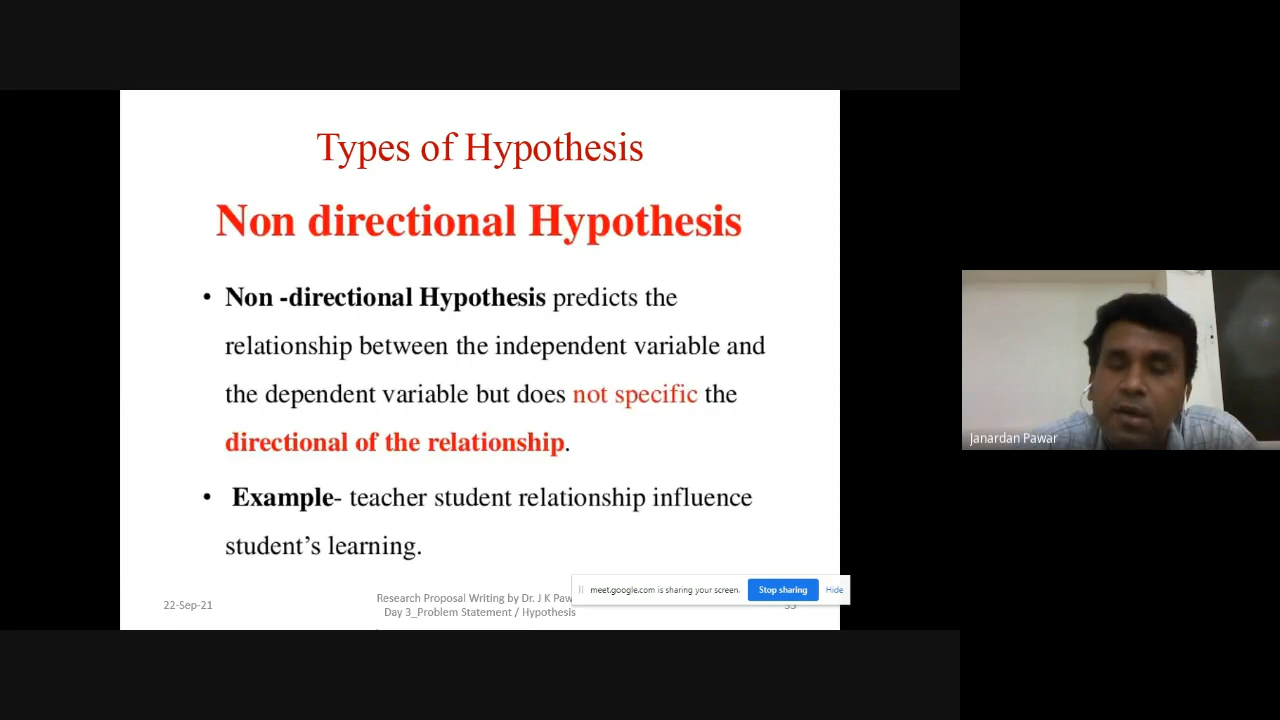 Types of Hypothesis
Non directional Hypothesis
• Non -directional Hypothesis predicts the
relationship between the independent variable and
the dependent variable but does not specific the
directional of the relationship.
• Example- teacher student relationship influence
student's learning.
meet.google.com is sharing your screen.
Stop sharing
Hide
22-Sep-21
Research Proposal Writing by Dr. J K
Day 3_Problem Statement / Hypothesis
Janardan Pawar